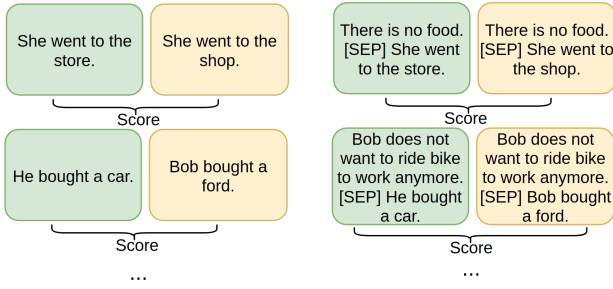 She went to the
store.
She went to the
shop.
Score
He bought a car.
Bob bought a
ford.
Score
...
There is no food.
[SEP] She went
to the store.
There is no food.
[SEP] She went to
the shop.
Score
Bob does not
want to ride bike
to work anymore.
[SEP] He bought
a car.
Bob does not
want to ride bike
to work anymore.
[SEP] Bob bought
a ford.
Score
...